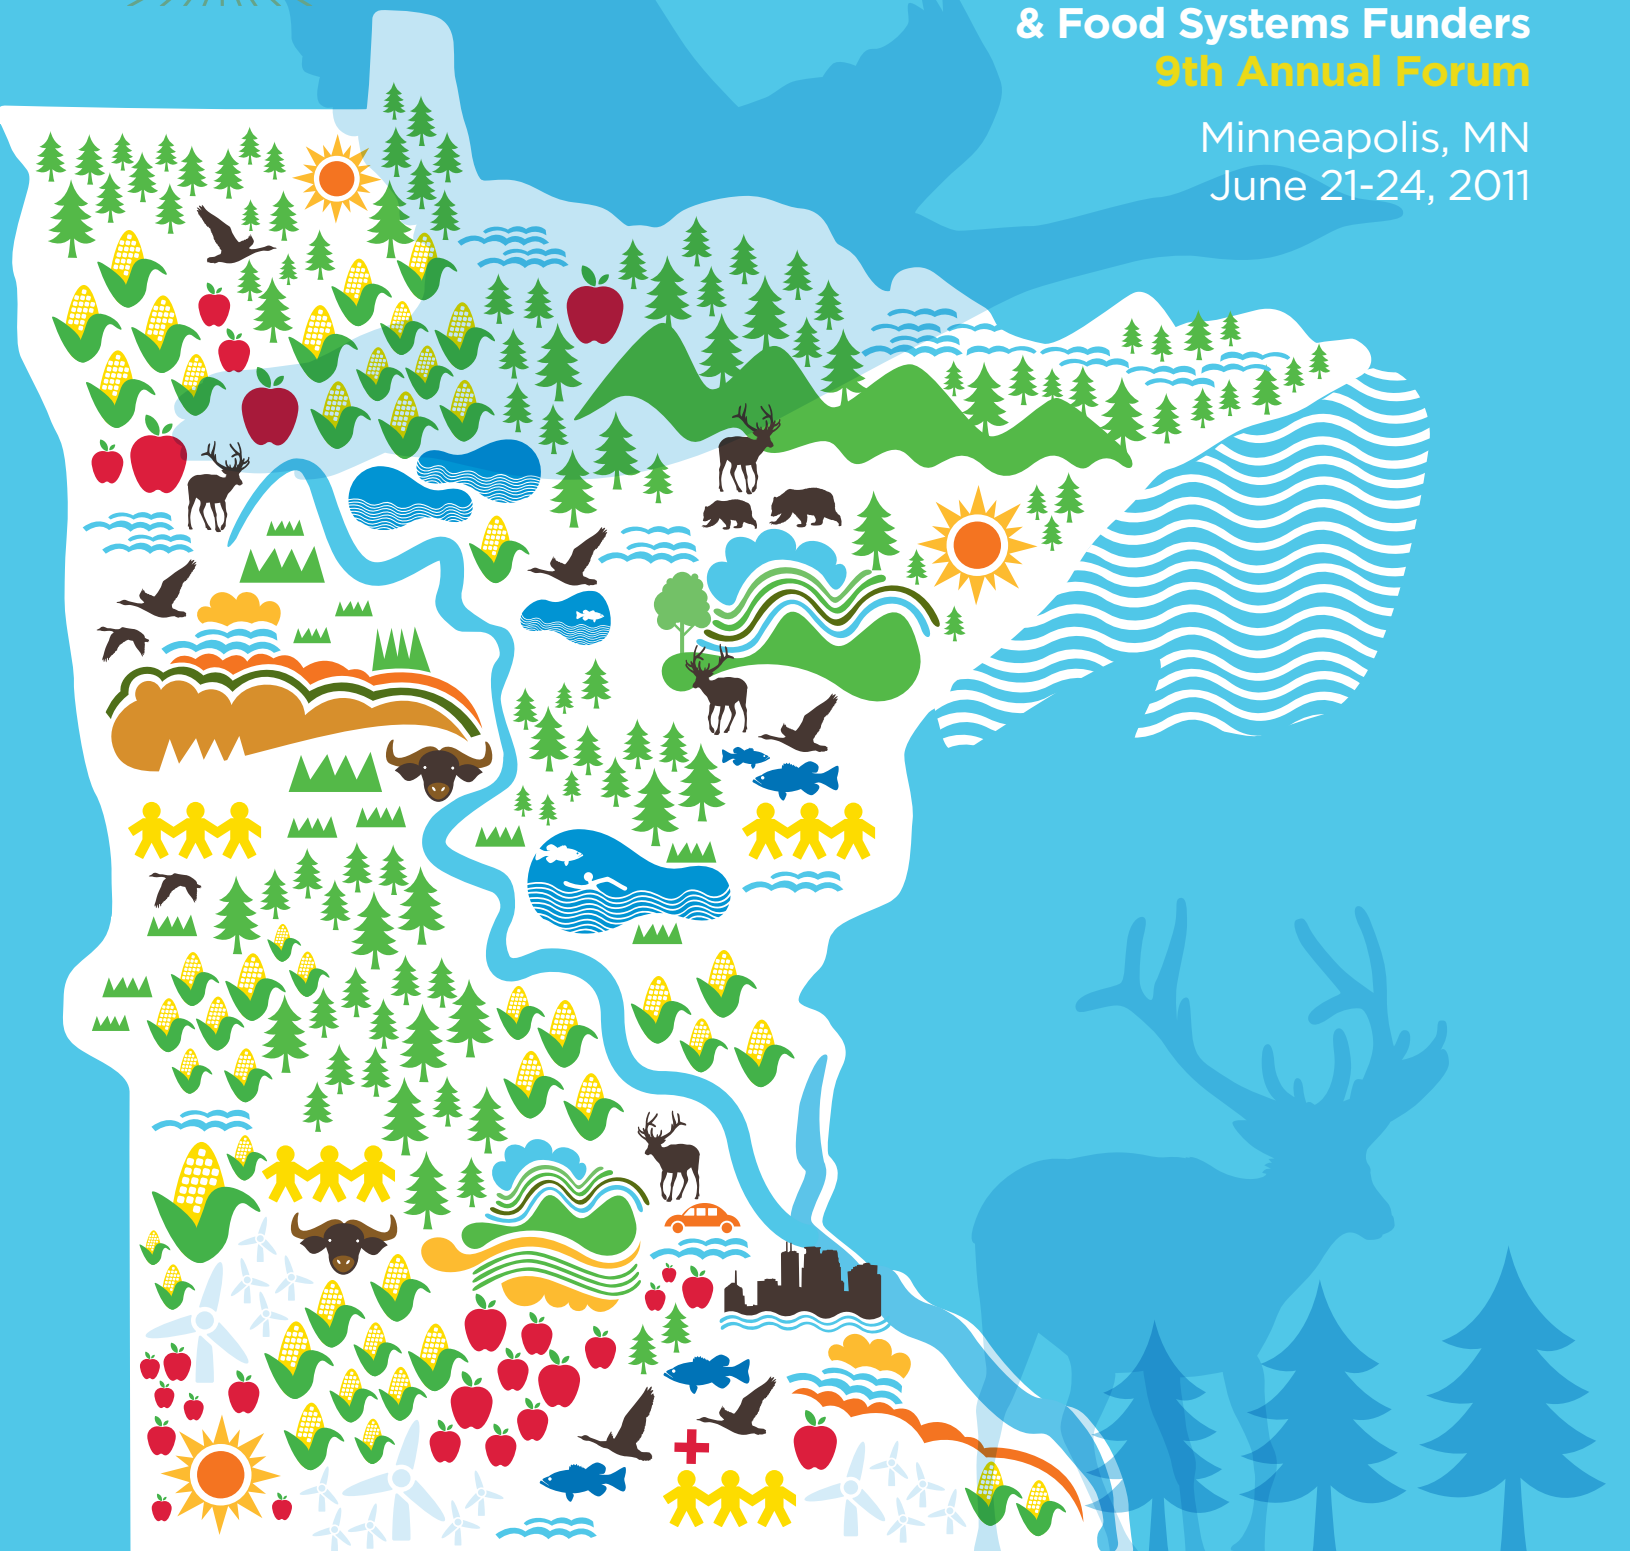 & Food Systems Funders
9th Annual Forum
Minneapolis, MN
June 21-24, 2011